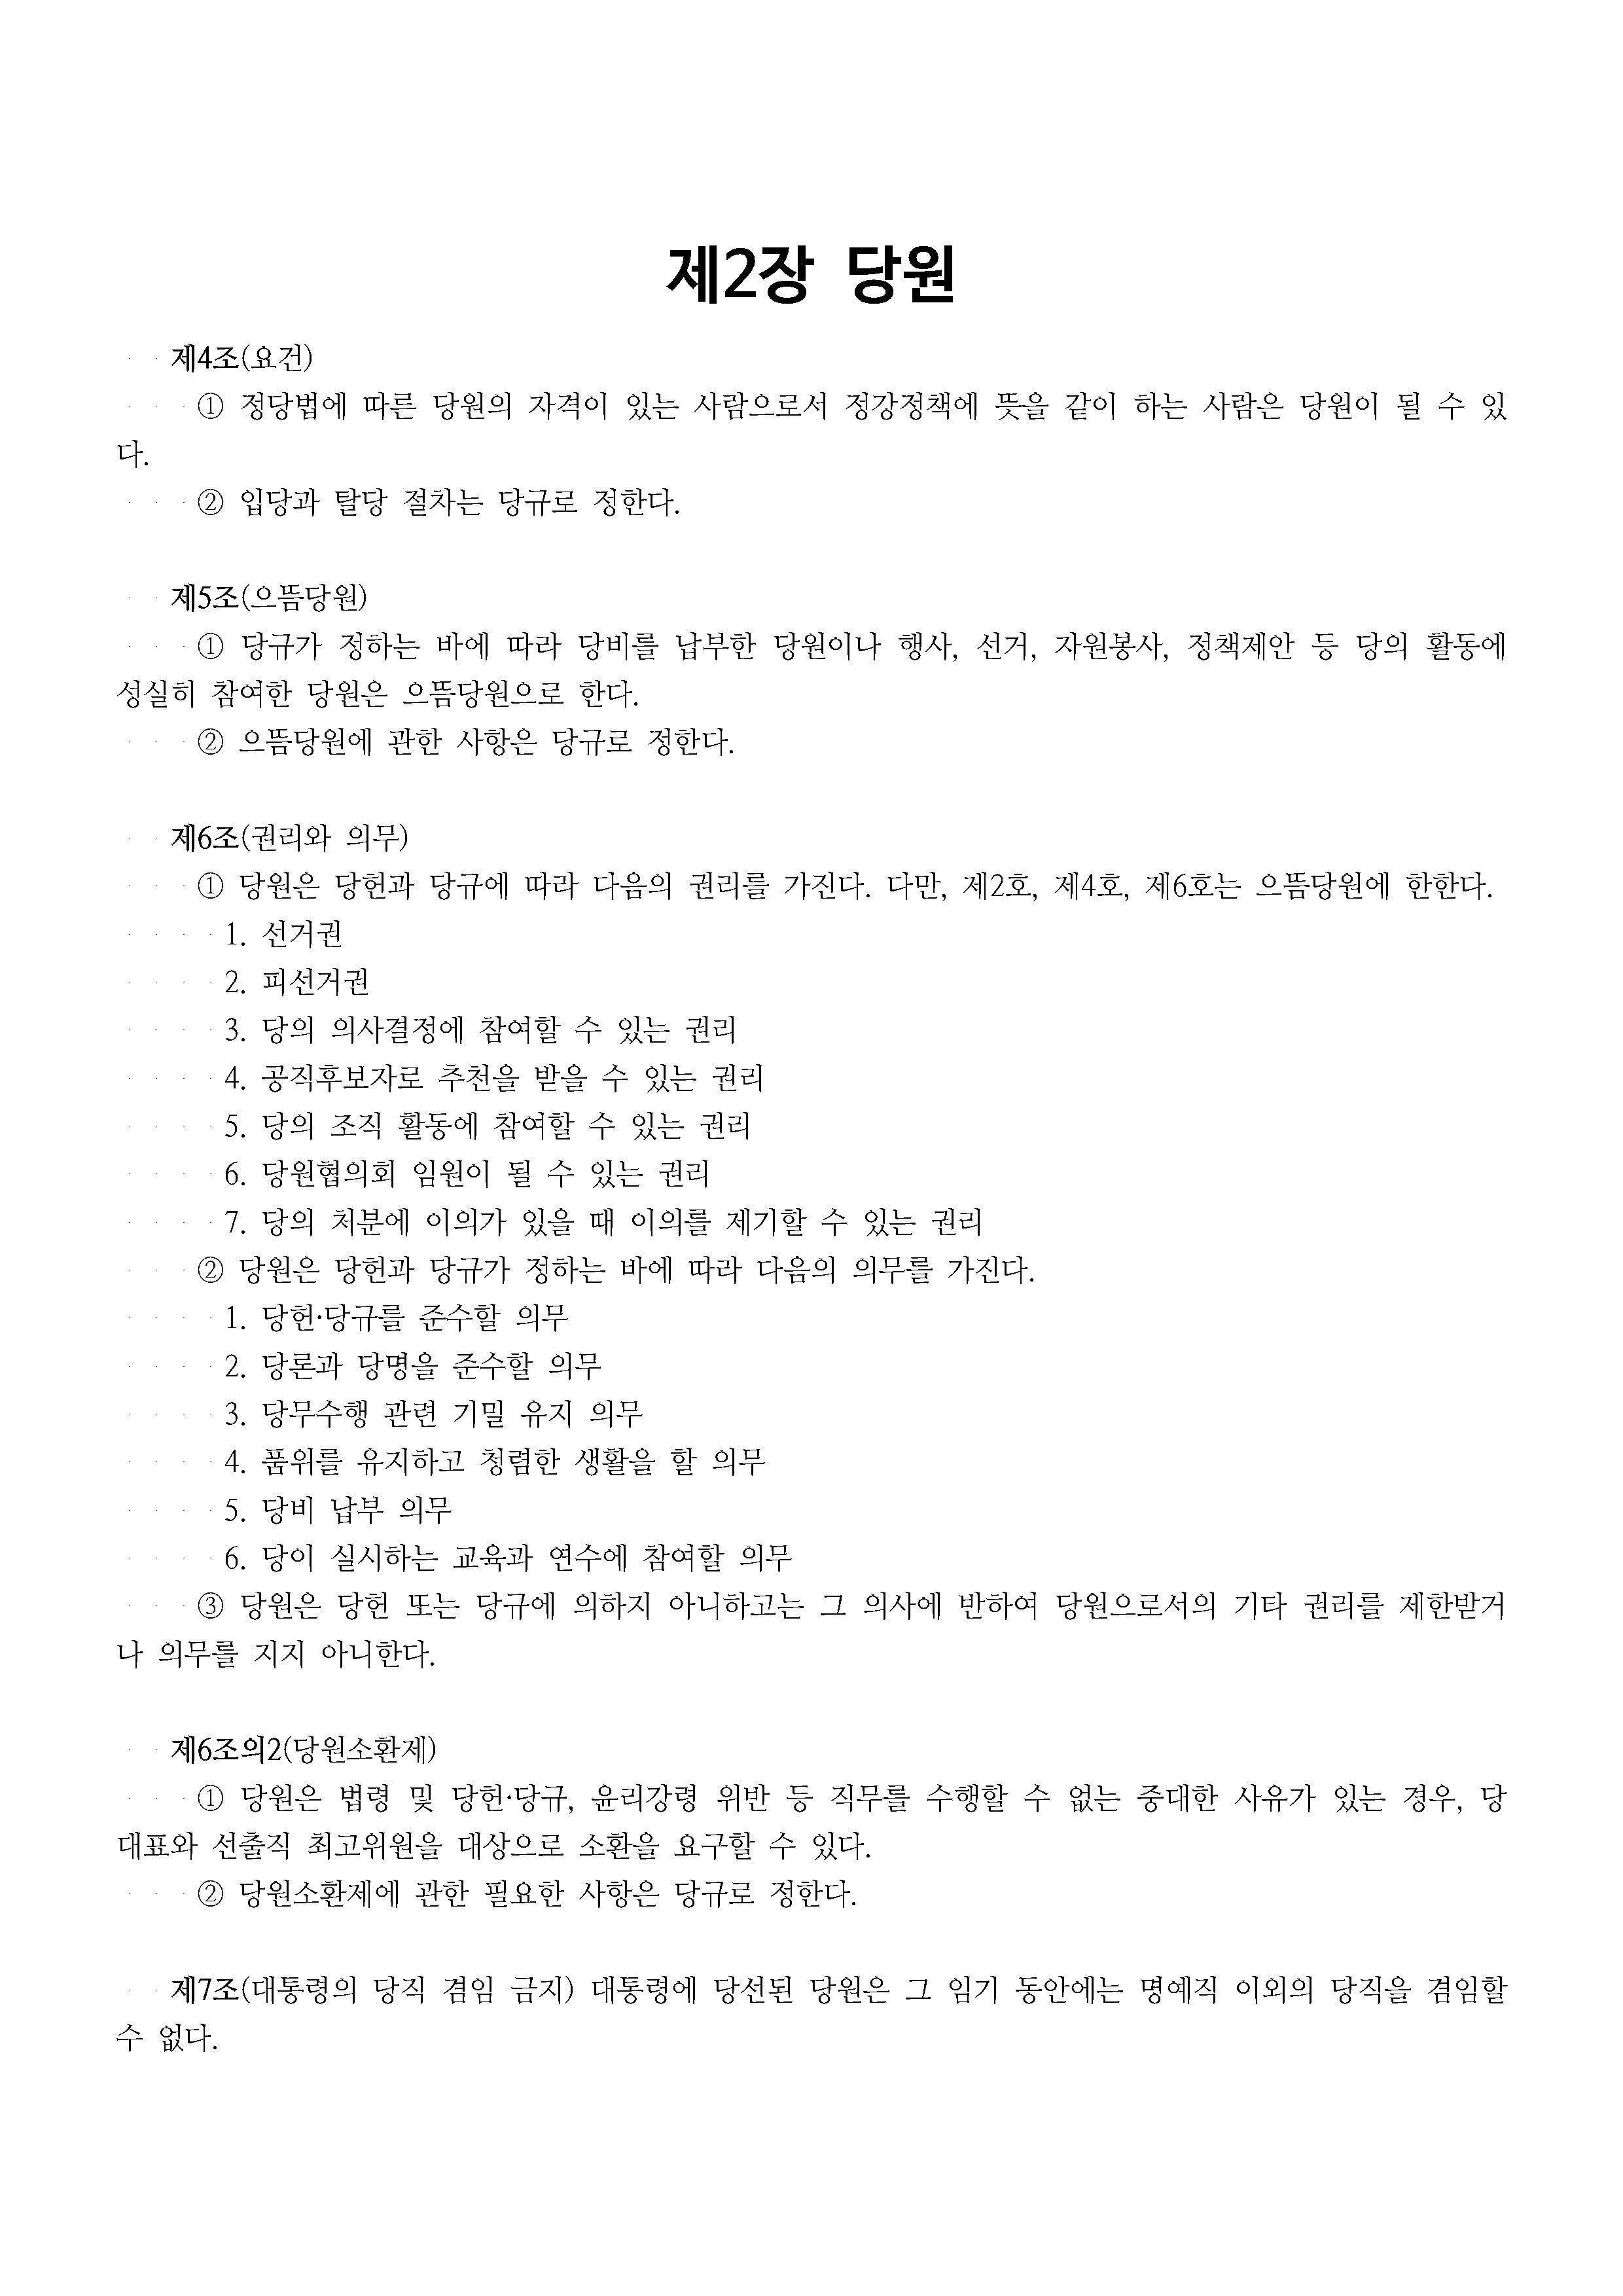 제2장 당원
제4조(요건)
① 정당법에 따른 당원의 자격이 있는 사람으로서 정강정책에 뜻을 같이 하는 사람은 당원이 될 수 있
다.
② 입당과 탈당 절차는 당규로 정한다.
제5조(으뜸당원)
① 당규가 정하는 바에 따라 당비를 납부한 당원이나 행사, 선거, 자원봉사, 정책제안 등 당의 활동에
성실히 참여한 당원은 으뜸당원으로 한다.
② 으뜸당원에 관한 사항은 당규로 정한다.
제6조(권리와 의무)
① 당원은 당헌과 당규에 따라 다음의 권리를 가진다. 다만, 제2호, 제4호, 제6호는 으뜸당원에 한한다.
1. 선거권
2. 피선거권
3. 당의 의사결정에 참여할 수 있는 권리
4. 공직후보자로 추천을 받을 수 있는 권리
5. 당의 조직 활동에 참여할 수 있는 권리
6. 당원협의회 임원이 될 수 있는 권리
7. 당의 처분에 이의가 있을 때 이의를 제기할 수 있는 권리
② 당원은 당헌과 당규가 정하는 바에 따라 다음의 의무를 가진다.
1. 당헌·당규를 준수할 의무
2. 당론과 당명을 준수할 의무
3. 당무수행 관련 기밀 유지 의무
4. 품위를 유지하고 청렴한 생활을 할 의무
5. 당비 납부 의무
6. 당이 실시하는 교육과 연수에 참여할 의무
③ 당원은 당헌 또는 당규에 의하지 아니하고는 그 의사에 반하여 당원으로서의 기타 권리를 제한받거
나 의무를 지지 아니한다.
제6조의2(당원소환제)
① 당원은 법령 및 당헌·당규, 윤리강령 위반 등 직무를 수행할 수 없는 중대한 사유가 있는 경우, 당
대표와 선출직 최고위원을 대상으로 소환을 요구할 수 있다.
② 당원소환제에 관한 필요한 사항은 당규로 정한다.
제7조(대통령의 당직 겸임 금지) 대통령에 당선된 당원은 그 임기 동안에는 명예직 이외의 당직을 겸임할
수 없다.